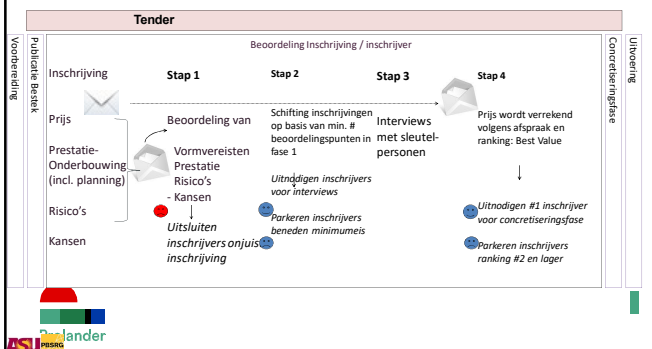 Tender
Voorbereiding
Publicatie Bestek
Beoordeling Inschrijving / inschrijver
Concretiseringsfase
Uitvoering
Inschrijving
Prijs
Prestatie-
Onderbouwing
(incl. planning)
Risico's
Kansen
Stap 1
Beoordeling van
Vormvereisten
Prestatie
Risico's
- Kansen
Uitsluiten
inschrijvers onjuis
inschrijving
Stap 2
Schifting inschrijvingen
op basis van min. #
beoordelingspunten in
fase 1
Uitnodigen inschrijvers
voor interviews
Parkeren inschrijvers
beneden minimumeis
Stap 3
Interviews
met sleutel-
personen
Stap 4
Prijs wordt verrekend
volgens afspraak en
ranking: Best Value
Uitnodigen #1 inschrijver
voor concretiseringsfase
Parkeren inschrijvers
ranking #2 en lager
Prolander
ASU PBSRG